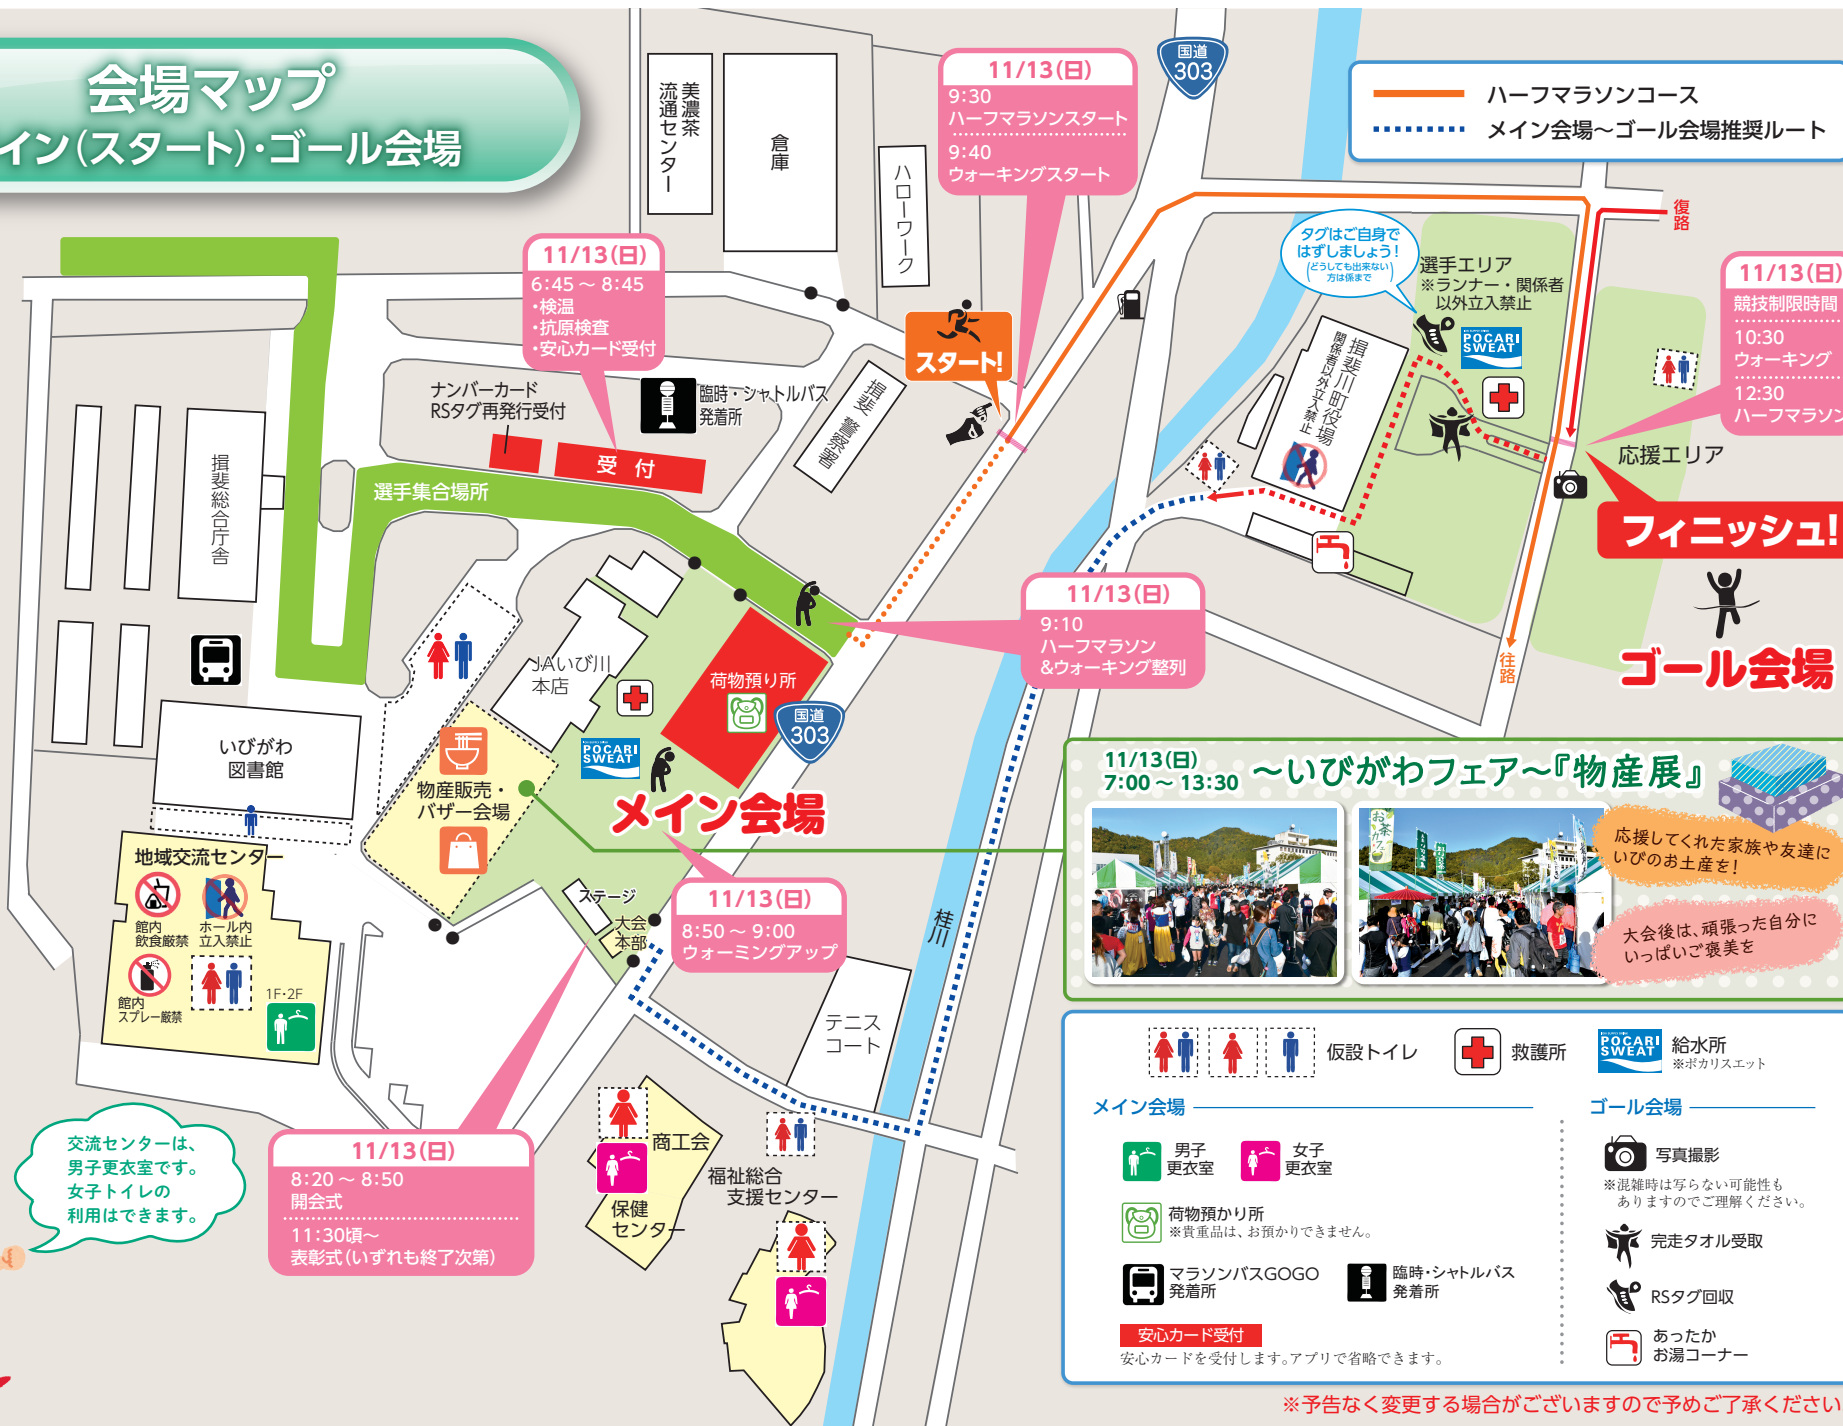 会場マップ
イン(スタート)・ゴール会場
美濃茶
流通センター
倉庫
ハローワーク
11/13(日)
9:30
ハーフマラソンスタート
9:40
ウォーキングスタート
国道
303
ハーフマラソンコース
メイン会場～ゴール会場推奨ルート
復路
タグはご自身で
はずしましょう!
(どうしても出来ない
方は係まで)
選手エリア
※ランナー・関係者
以外立入禁止
POCARI
SWEAT
11/13(日)
競技制限時間
10:30
ウォーキング
12:30
ハーフマラソン
11/13(日)
6:45～8:45
・検温
・抗原検査
・安心カード受付
スタート!
揖斐川町役場
関係者以外立入禁止
ナンバーカード
RSタグ再発行受付
臨時・シャトルバス
発着所
揖斐警察署
受付
選手集合場所
揖斐総合庁舎
応援エリア
フィニッシュ!
ゴール会場
往路
11/13(日)
9:10
ハーフマラソン
&ウォーキング整列
JAいび川
本店
荷物預り所
国道
303
POCARI
SWEAT
いびがわ
図書館
物産販売・
バザー会場
メイン会場
11/13(日)
7:00～13:30
～いびがわフェア～『物産展』
お茶カフェ
応援してくれた家族や友達に
いびのお土産を!
大会後は、頑張った自分に
いっぱいご褒美を
地域交流センター
館内
飲食厳禁
ホール内
立入禁止
館内
スプレー厳禁
1F・2F
ステージ
大会
本部
11/13(日)
8:50～9:00
ウォーミングアップ
桂川
テニス
コート
交流センターは、
男子更衣室です。
女子トイレの
利用はできます。
11/13(日)
8:20～8:50
開会式
11:30頃～
表彰式(いずれも終了次第)
商工会
保健
センター
福祉総合
支援センター
仮設トイレ
救護所
POCARI
SWEAT
給水所
※ポカリスエット
メイン会場
男子
更衣室
女子
更衣室
荷物預かり所
※貴重品は、お預かりできません。
マラソンバスGOGO
発着所
臨時・シャトルバス
発着所
安心カード受付
安心カードを受付します。アプリで省略できます。
ゴール会場
写真撮影
※混雑時は写らない可能性も
ありますのでご理解ください。
完走タオル受取
RSタグ回収
あったか
お湯コーナー
※予告なく変更する場合がございますので予めご了承ください